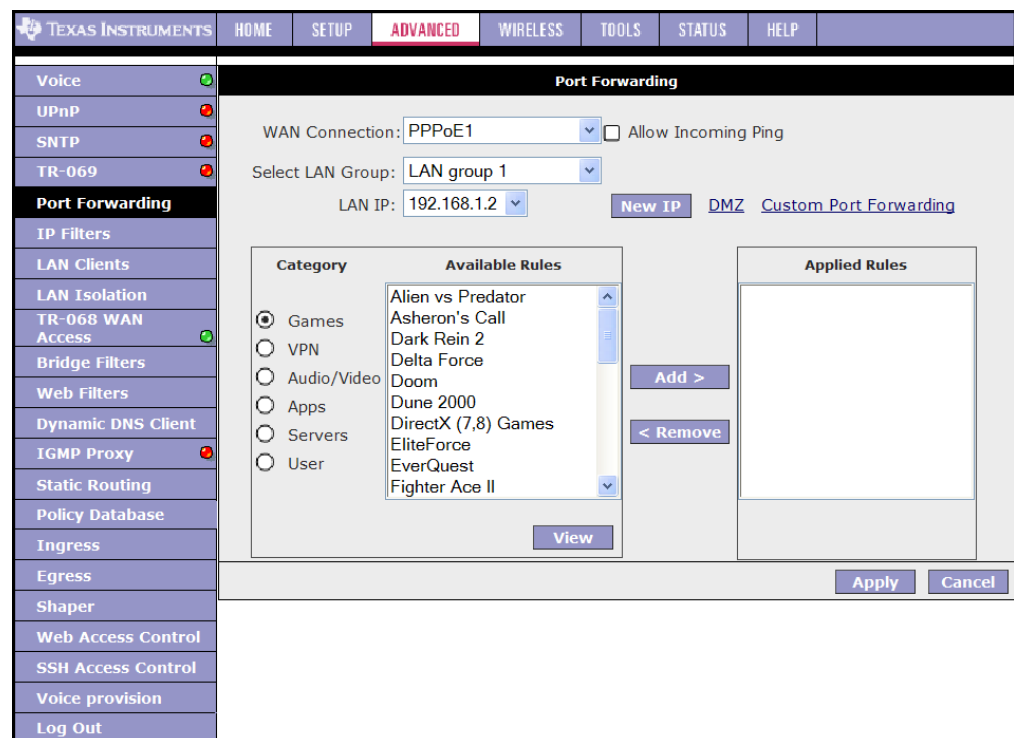 TEXAS INSTRUMENTS HOME SETUP ADVANCED WIRELESS TOOLS STATUS HELP
Voice
UPnP
SNTP
TR-069
Port Forwarding
IP Filters
LAN Clients
LAN Isolation
TR-068 WAN
Access
Bridge Filters
Web Filters
Dynamic DNS Client
IGMP Proxy
Static Routing
Policy Database
Ingress
Egress
Shaper
Web Access Control
SSH Access Control
Voice provision
Log Out
Port Forwarding
WAN Connection: PPPoE1 Allow Incoming Ping
Select LAN Group: LAN group 1
LAN IP: 192.168.1.2 New IP DMZ Custom Port Forwarding
Category
Games
VPN
Audio/Video
Apps
Servers
User
Available Rules
Alien vs Predator
Asheron's Call
Dark Rein 2
Delta Force
Doom
Dune 2000
DirectX (7,8) Games
EliteForce
EverQuest
Fighter Ace II
View
Add >
< Remove
Applied Rules
Apply Cancel